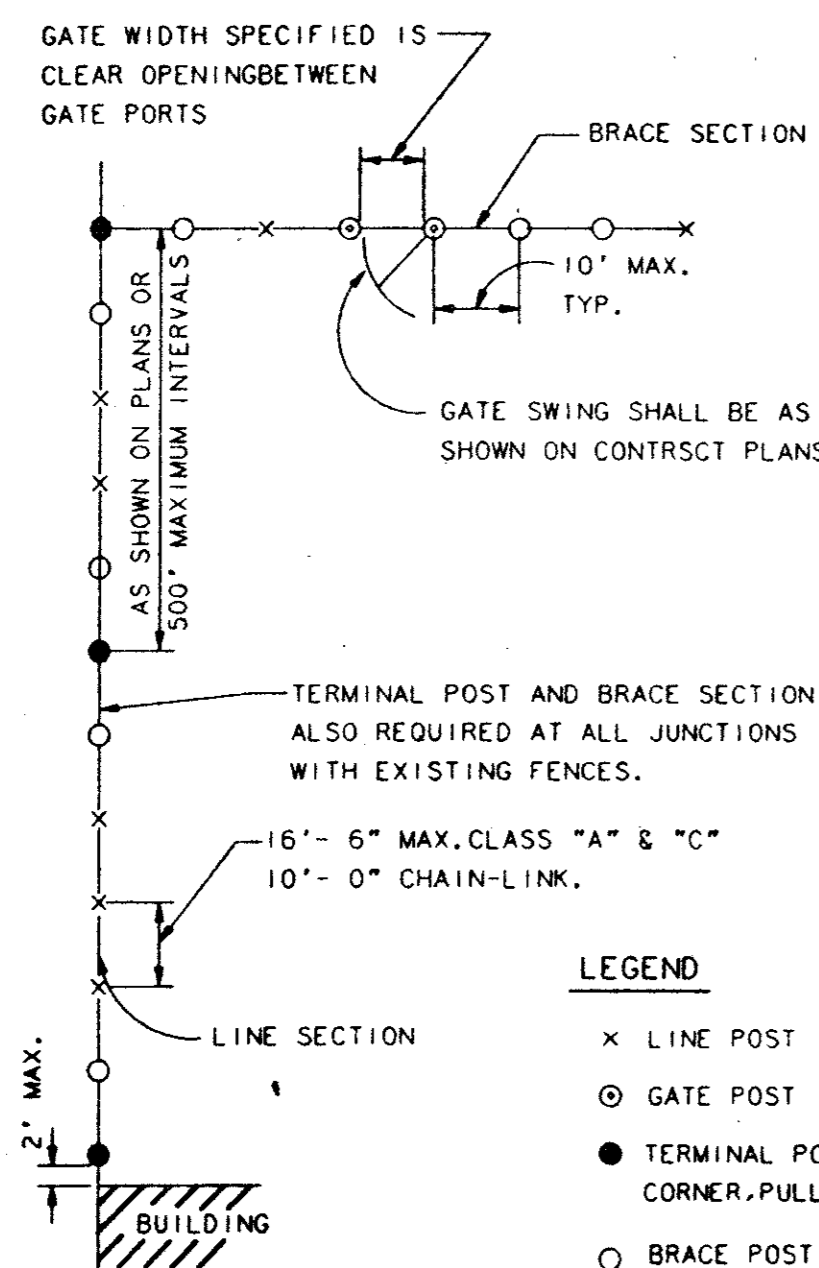 GATE WIDTH SPECIFIED IS
CLEAR OPENINGBETWEEN
GATE PORTS
BRACE SECTION
10' MAX.
TYP.
GATE SWING SHALL BE AS
SHOWN ON CONTRSCT PLANS
AS SHOWN ON PLANS OR
500' MAXIMUM INTERVALS
TERMINAL POST AND BRACE SECTION
ALSO REQUIRED AT ALL JUNCTIONS
WITH EXISTING FENCES.
16'- 6" MAX.CLASS "A" & "C"
10'- 0" CHAIN-LINK.
LINE SECTION
2' MAX.
BUILDING
LEGEND
× LINE POST
GATE POST
TERMINAL PO
CORNER,PULL
BRACE POST